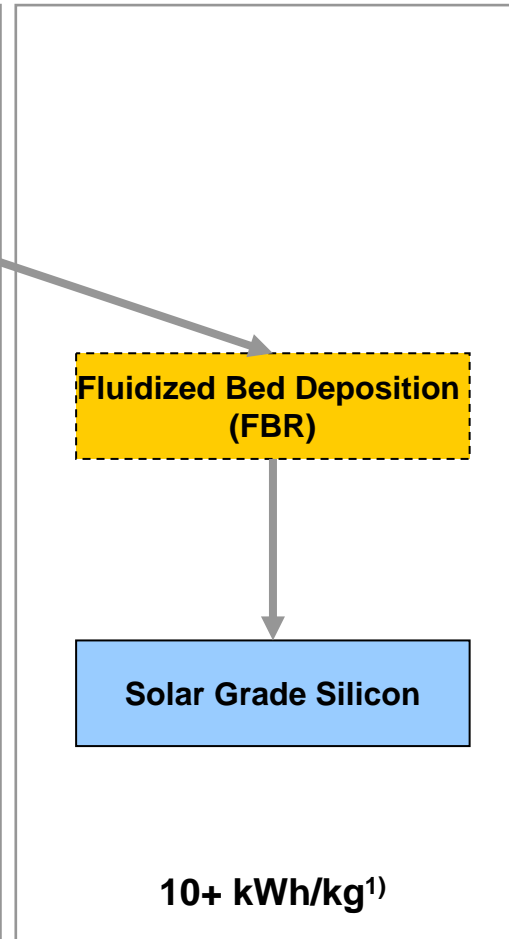 Fluidized Bed Deposition
(FBR)
Solar Grade Silicon
10+ kWh/kg¹⁾